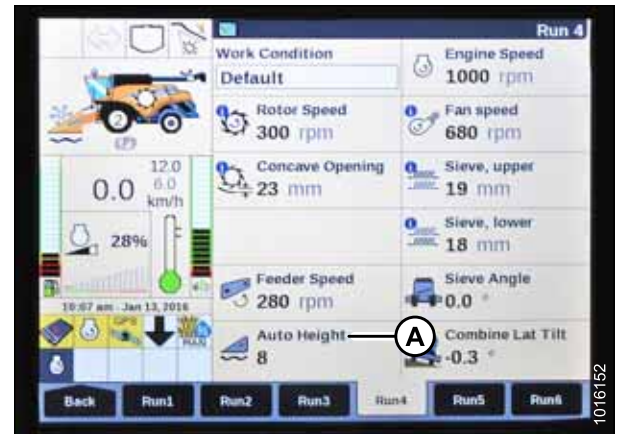 Run 4
Work Condition
Default
Engine Speed
1000 rpm
Rotor Speed
300 rpm
Fan speed
680 rpm
Concave Opening
23 mm
Sieve, upper
19 mm
Sieve, lower
18 mm
Feeder Speed
280 rpm
Sieve Angle
0.0 °
Auto Height
8
A
Combine Lat Tilt
-0.3 °
2
(P)
0.0
12.0
6.0
km/h
28%
10:07 am - Jan 13, 2016
GPS
MAN
Back
Run1
Run2
Run3
Run4
Run5
Run6
1016152